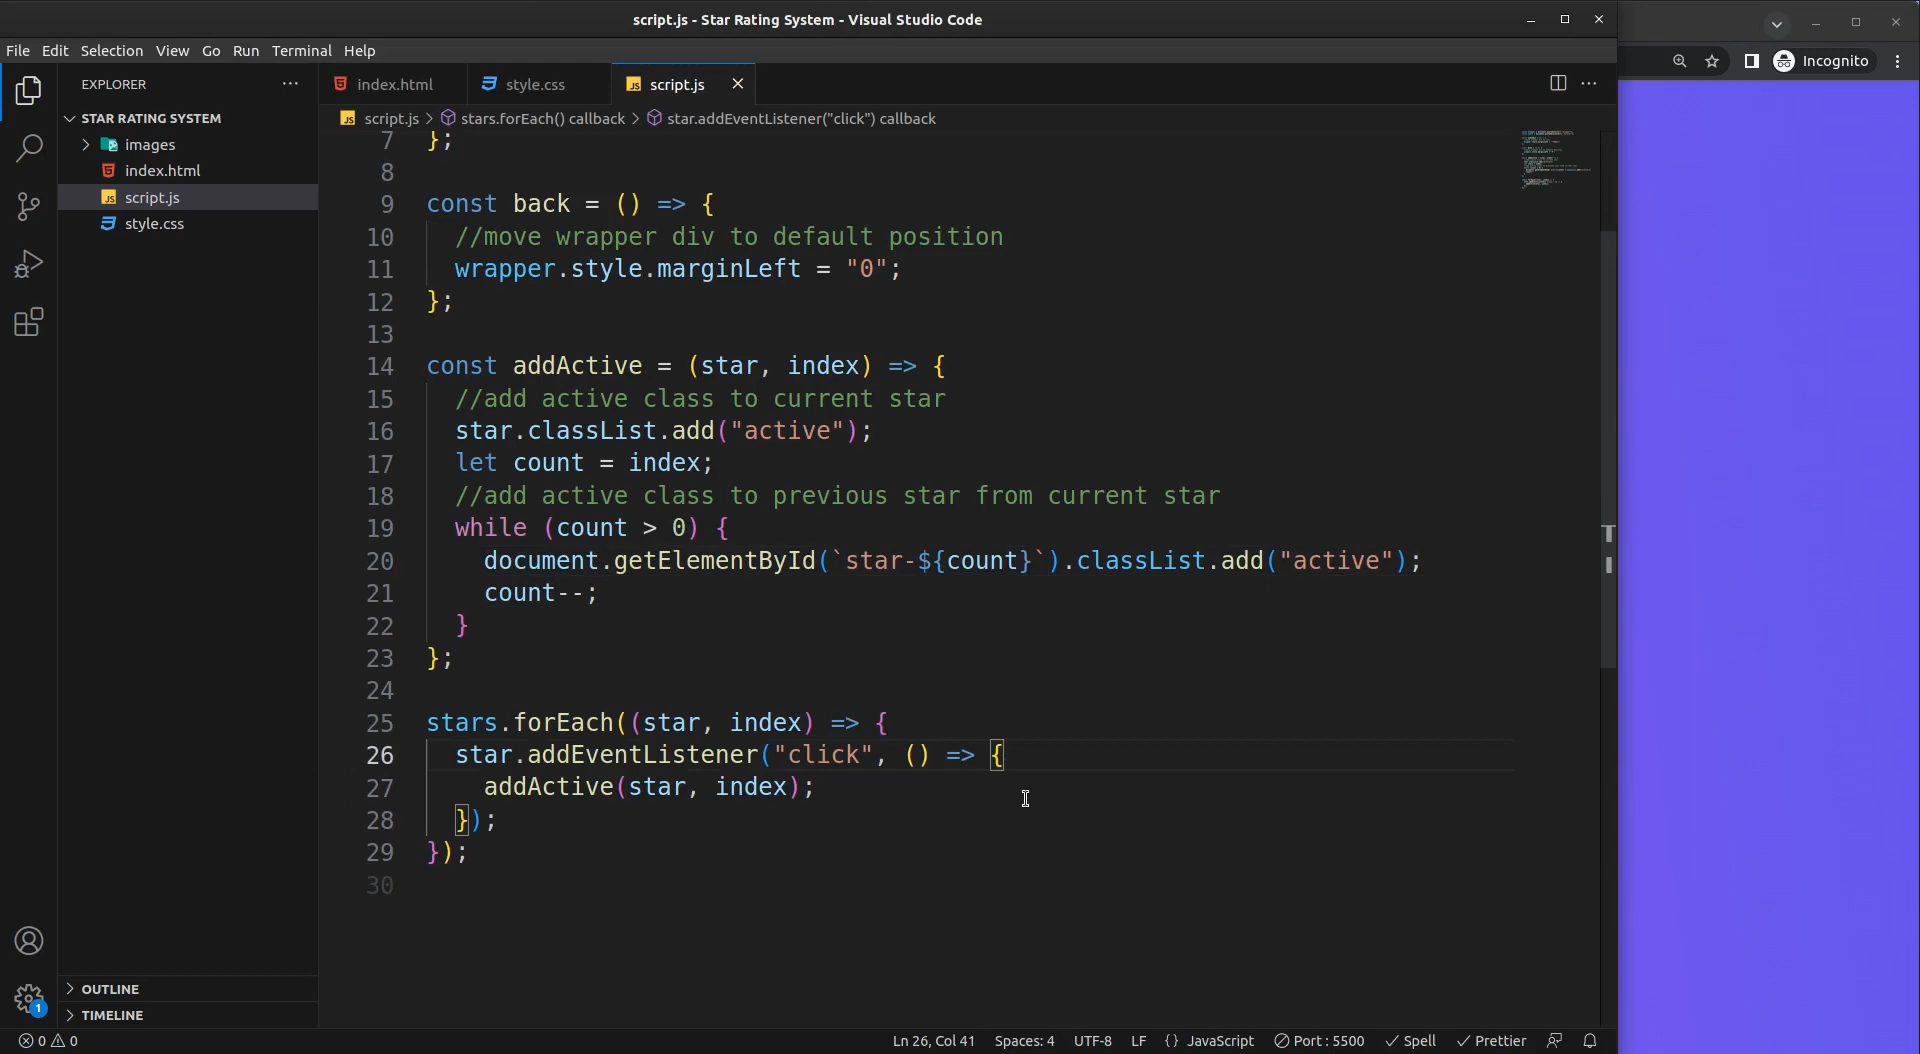 script.js - Star Rating System - Visual Studio Code
File Edit Selection View Go Run Terminal Help
Incognito
EXPLORER
index.html
style.css
script.js
STAR RATING SYSTEM
images
index.html
script.js
style.css
script.js > stars.forEach() callback > star.addEventListener("click") callback
7 };
8
9 const back = () => {
10 //move wrapper div to default position
11 wrapper.style.marginLeft = "0";
12 };
13
14 const addActive = (star, index) => {
15 //add active class to current star
16 star.classList.add("active");
17 let count = index;
18 //add active class to previous star from current star
19 while (count > 0) {
20 document.getElementById(`star-${count}`).classList.add("active");
21 count--;
22 }
23 };
24
25 stars.forEach((star, index) => {
26 star.addEventListener("click", () => {
27 addActive(star, index);
28 });
29 });
30
1
OUTLINE
TIMELINE
0 0
Ln 26, Col 41 Spaces: 4 UTF-8 LF {} JavaScript Port : 5500 Spell Prettier